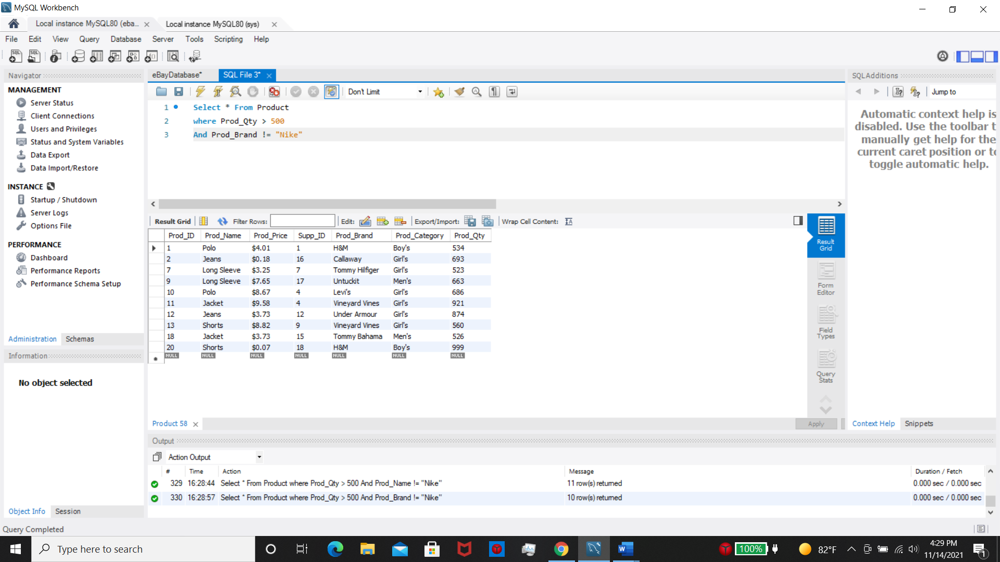 MySQL Workbench
Local instance MySQL80 (eba...
Local instance MySQL80 (sys)
File Edit View Query Database Server Tools Scripting Help
Navigator
MANAGEMENT
Server Status
Client Connections
Users and Privileges
Status and System Variables
Data Export
Data Import/Restore
INSTANCE
Startup / Shutdown
Server Logs
Options File
PERFORMANCE
Dashboard
Performance Reports
Performance Schema Setup
Administration Schemas
Information
No object selected
Object Info Session
eBayDatabase* SQL File 3*
Don't Limit
1 Select * From Product
2 where Prod_Qty > 500
3 And Prod_Brand != "Nike"
Result Grid Filter Rows: Edit: Export/Import: Wrap Cell Content:
Prod_ID Prod_Name Prod_Price Supp_ID Prod_Brand Prod_Category Prod_Qty
1 Polo $4.01 1 H&M Boy's 534
2 Jeans $0.18 16 Callaway Girl's 693
7 Long Sleeve $3.25 7 Tommy Hilfiger Girl's 523
9 Long Sleeve $7.65 17 Untuckit Men's 663
10 Polo $8.67 4 Levi's Girl's 686
11 Jacket $9.58 4 Vineyard Vines Girl's 921
12 Jeans $3.73 12 Under Armour Girl's 874
13 Shorts $8.82 9 Vineyard Vines Girl's 560
18 Jacket $3.73 15 Tommy Bahama Men's 526
20 Shorts $0.07 18 H&M Boy's 999
NULL NULL NULL NULL NULL NULL NULL
Result
Grid
Form
Editor
Field
Types
Query
Stats
Product 58
Apply
SQLAdditions
Jump to
Automatic context help is
disabled. Use the toolbar t
manually get help for the
current caret position or to
toggle automatic help.
Context Help Snippets
Output
Action Output
# Time Action Message Duration / Fetch
329 16:28:44 Select * From Product where Prod_Qty > 500 And Prod_Name != "Nike" 11 row(s) returned 0.000 sec / 0.000 sec
330 16:28:57 Select * From Product where Prod_Qty > 500 And Prod_Brand != "Nike" 10 row(s) returned 0.000 sec / 0.000 sec
Query Completed
Type here to search
100%
82°F
4:29 PM
11/14/2021
1